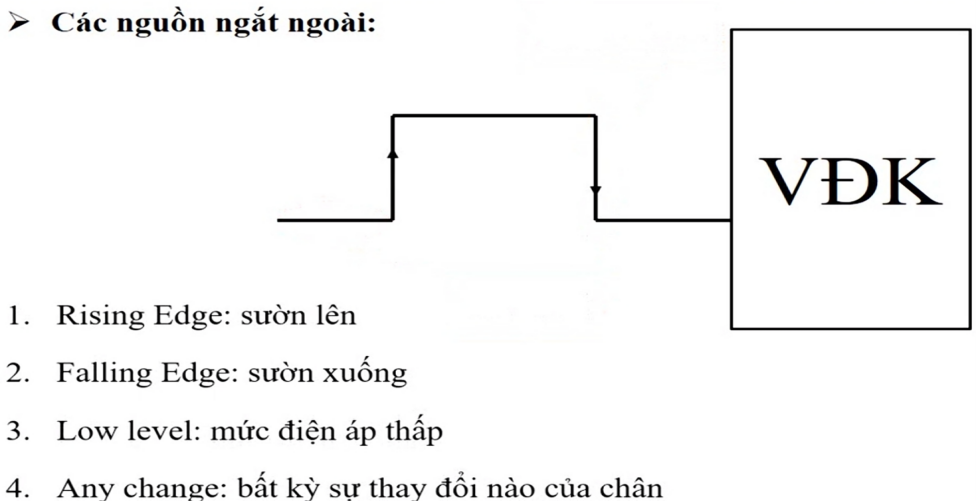 ➢ Các nguồn ngắt ngoài:
VĐK
1. Rising Edge: sườn lên
2. Falling Edge: sườn xuống
3. Low level: mức điện áp thấp
4. Any change: bất kỳ sự thay đổi nào của chân